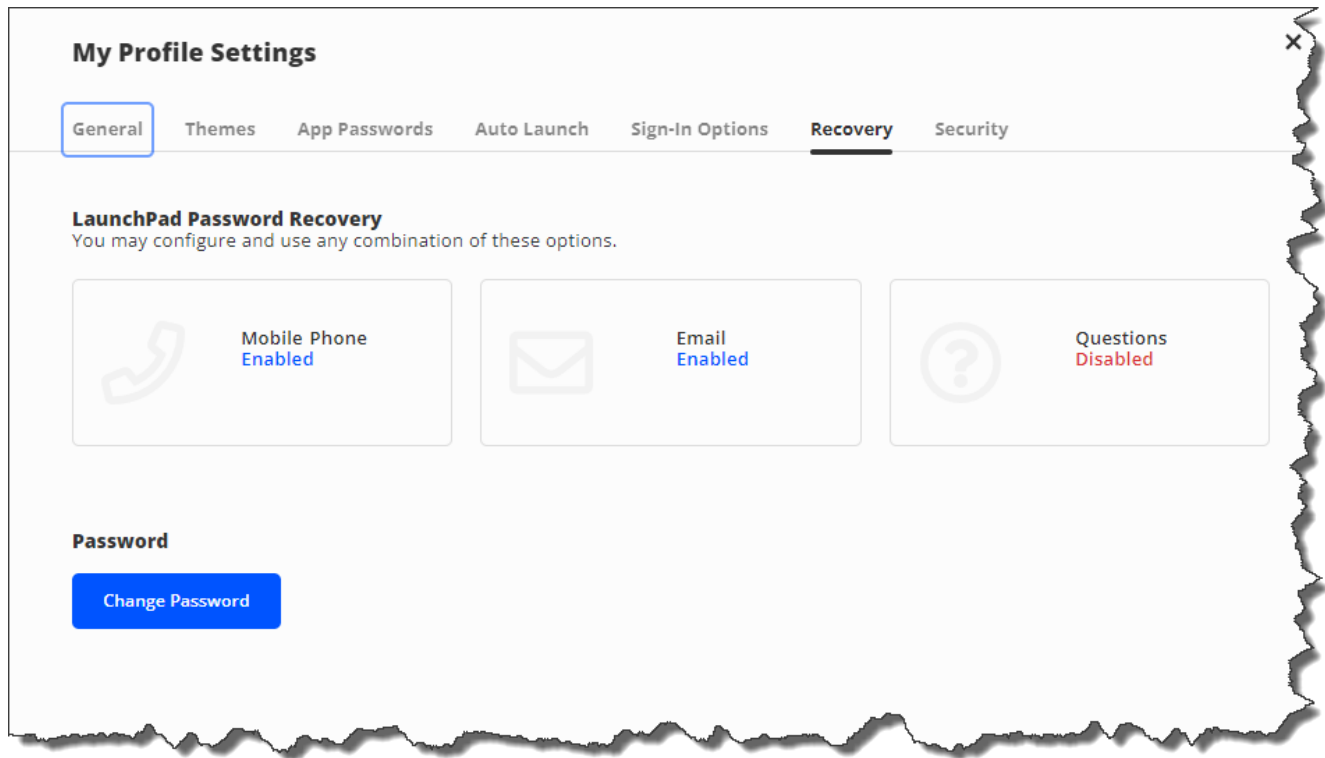 My Profile Settings
×
General Themes App Passwords Auto Launch Sign-In Options Recovery Security
LaunchPad Password Recovery
You may configure and use any combination of these options.
Mobile Phone
Enabled
Email
Enabled
?
Questions
Disabled
Password
Change Password